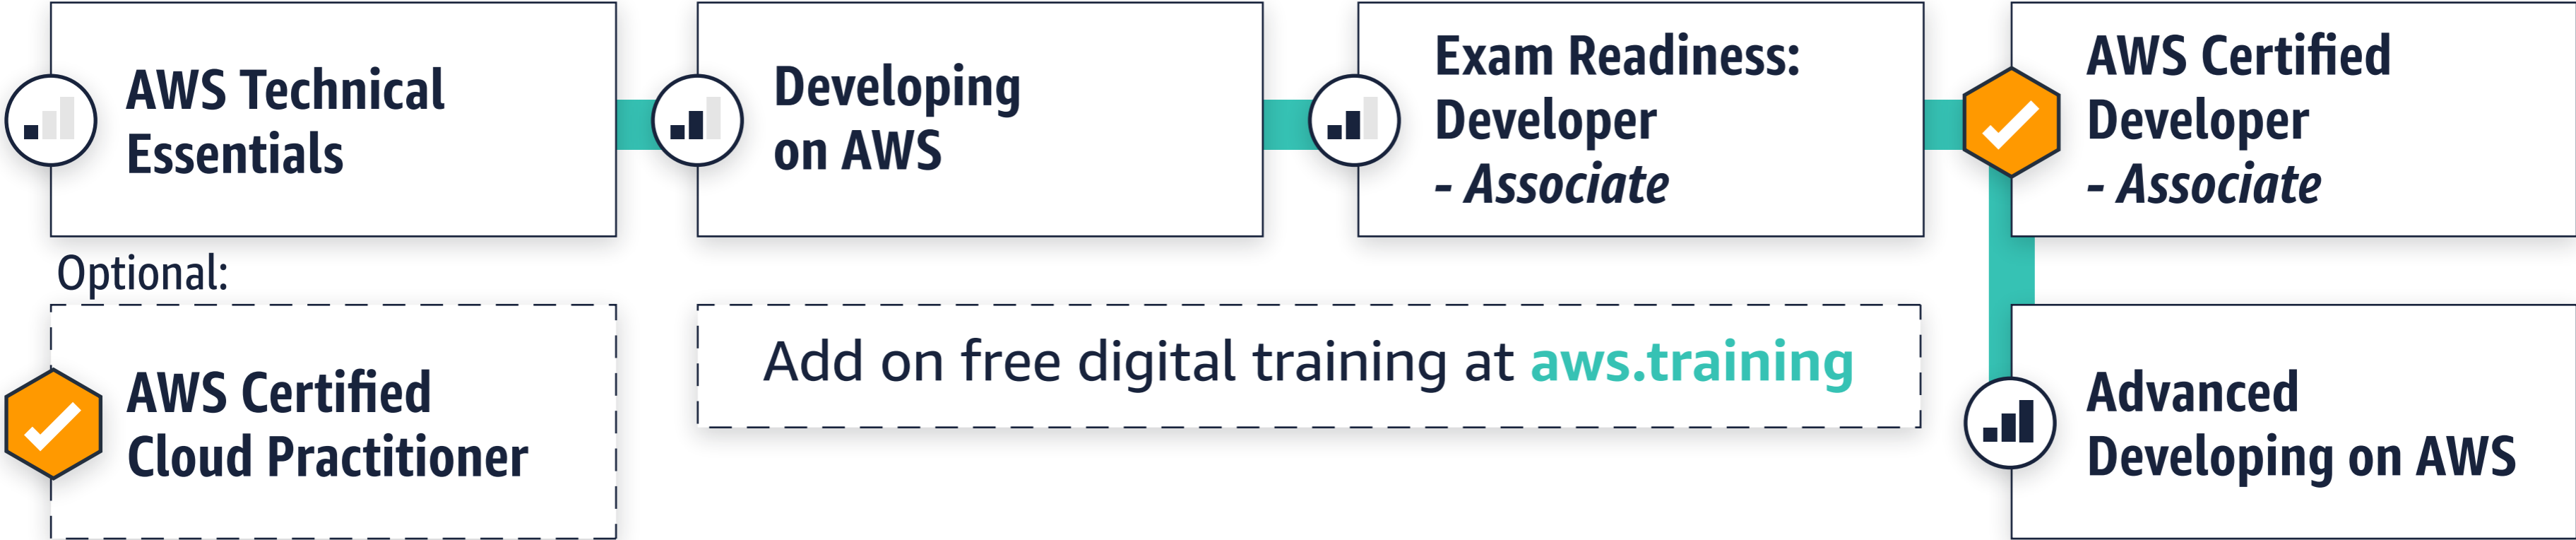 AWS Technical
Essentials
Developing
on AWS
Exam Readiness:
Developer
- Associate
AWS Certified
Developer
- Associate
Optional:
AWS Certified
Cloud Practitioner
Add on free digital training at aws.training
Advanced
Developing on AWS